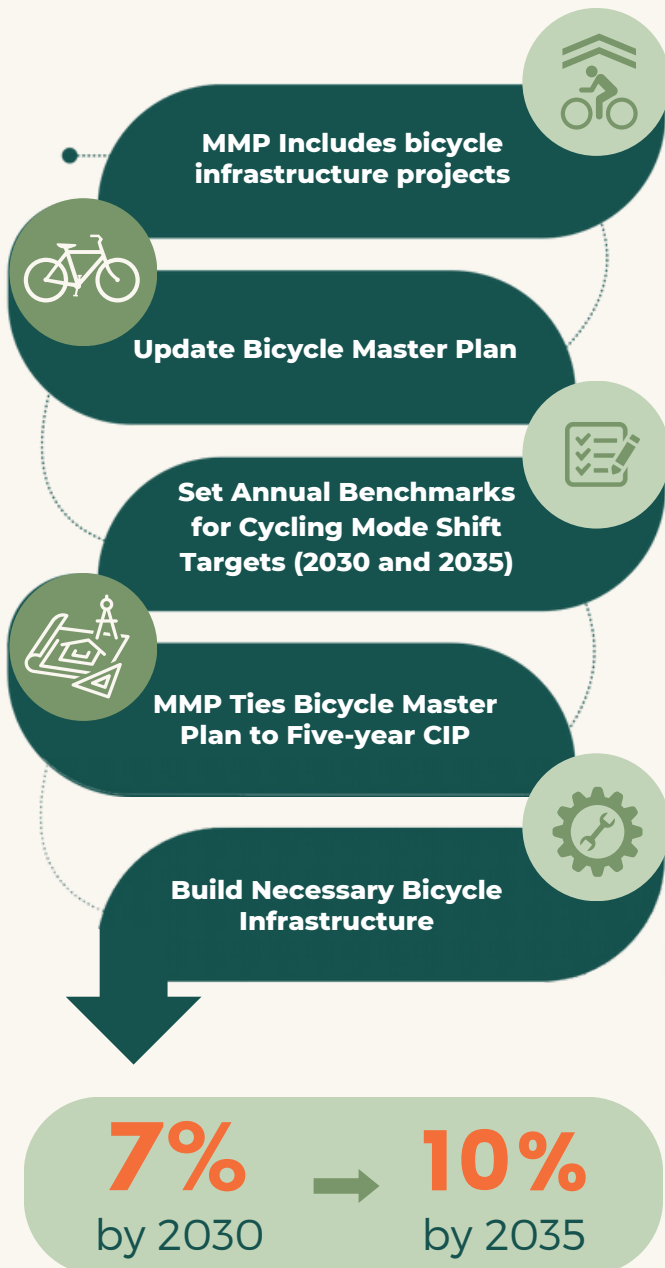 MMP Includes bicycle
infrastructure projects
Update Bicycle Master Plan
Set Annual Benchmarks
for Cycling Mode Shift
Targets (2030 and 2035)
MMP Ties Bicycle Master
Plan to Five-year CIP
Build Necessary Bicycle
Infrastructure
7% 10%
by 2030 by 2035